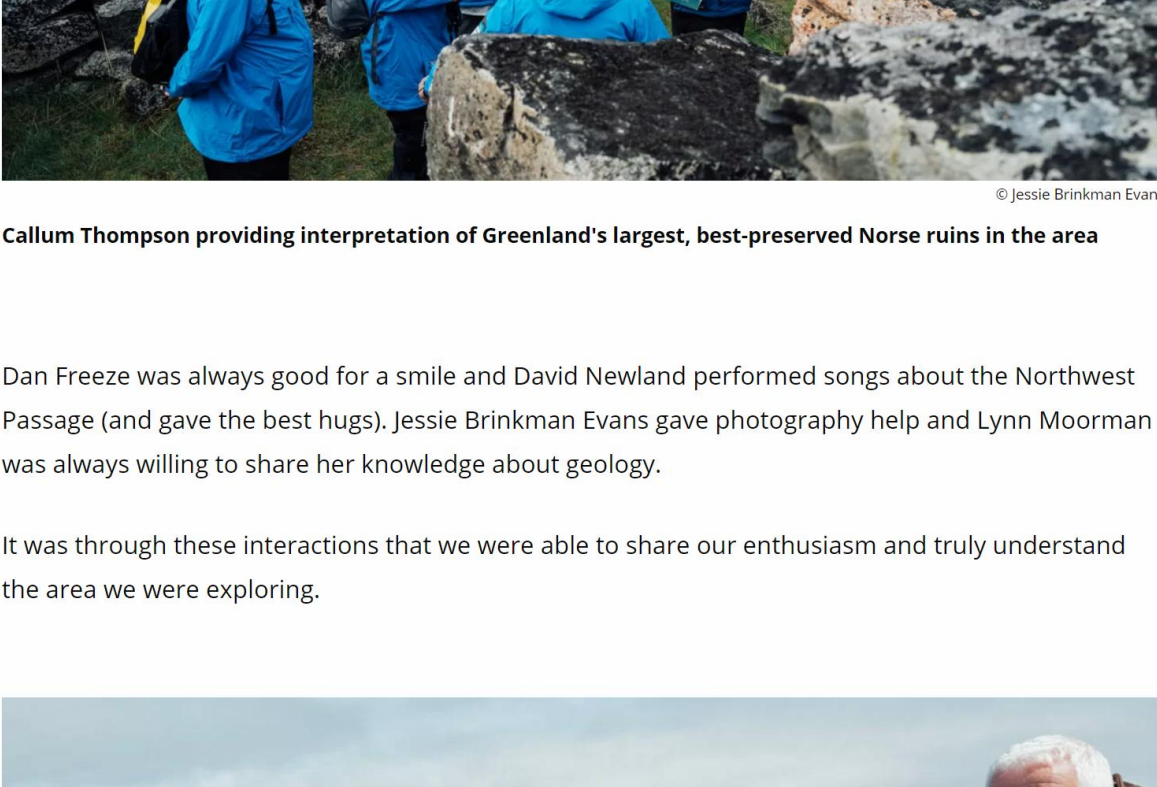 © Jessie Brinkman Evan
Callum Thompson providing interpretation of Greenland's largest, best-preserved Norse ruins in the area
Dan Freeze was always good for a smile and David Newland performed songs about the Northwest
Passage (and gave the best hugs). Jessie Brinkman Evans gave photography help and Lynn Moorman
was always willing to share her knowledge about geology.
It was through these interactions that we were able to share our enthusiasm and truly understand
the area we were exploring.